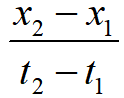 x₂ − x₁
t₂ − t₁